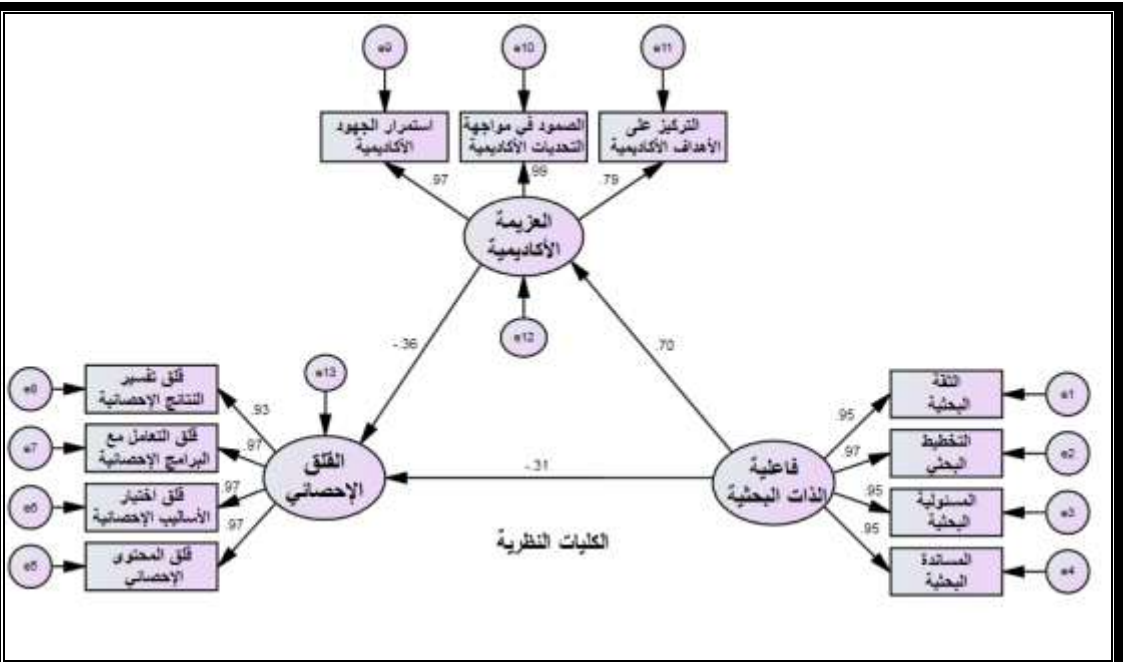 e9
e10
e11
استمرار الجهود
الأكاديمية
الصمود في مواجهة
التحديات الأكاديمية
التركيز على
الأهداف الأكاديمية
.97
.99
.79
العزيمة
الأكاديمية
e12
-.36
.70
e13
e8
قلق تفسير
النتائج الإحصائية
.93
e7
قلق التعامل مع
البرامج الإحصائية
.97
e6
قلق اختيار
الأساليب الإحصائية
.97
e5
قلق المحتوى
الإحصائي
.97
القلق
الإحصائي
-.31
فاعلية
الذات البحثية
.95
الثقة
البحثية
e1
.97
التخطيط
البحثي
e2
.95
المسئولية
البحثية
e3
.95
المساندة
البحثية
e4
الكليات النظرية